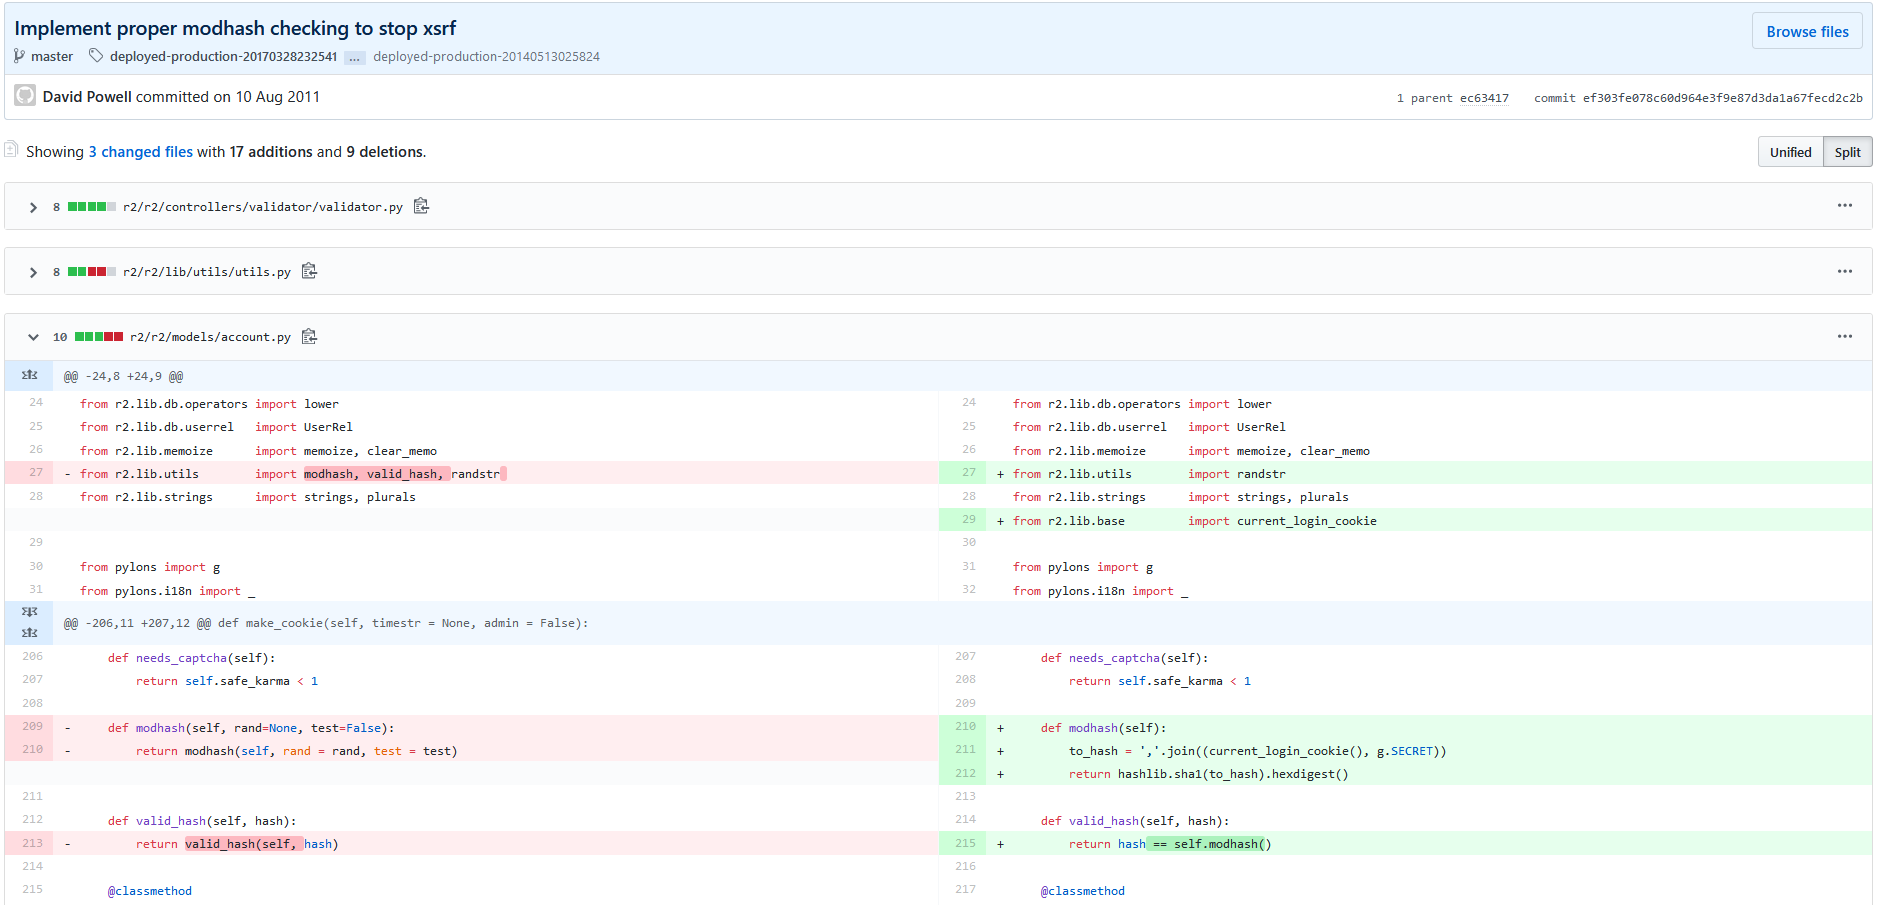 Implement proper modhash checking to stop xsrf
Browse files
master deployed-production-20170328232541 ... deployed-production-20140513025824
David Powell committed on 10 Aug 2011
1 parent ec63417 commit ef303fe078c60d964e3f9e87d3da1a67fecd2c2b
Showing 3 changed files with 17 additions and 9 deletions.
Unified Split
8 r2/r2/controllers/validator/validator.py
8 r2/r2/lib/utils/utils.py
10 r2/r2/models/account.py
@@ -24,8 +24,9 @@
24 from r2.lib.db.operators import lower
25 from r2.lib.db.userrel import UserRel
26 from r2.lib.memoize import memoize, clear_memo
27 - from r2.lib.utils import modhash, valid_hash, randstr
28 from r2.lib.strings import strings, plurals
29
30 from pylons import g
31 from pylons.i18n import _
24 from r2.lib.db.operators import lower
25 from r2.lib.db.userrel import UserRel
26 from r2.lib.memoize import memoize, clear_memo
27 + from r2.lib.utils import randstr
28 from r2.lib.strings import strings, plurals
29 + from r2.lib.base import current_login_cookie
30
31 from pylons import g
32 from pylons.i18n import _
@@ -206,11 +207,12 @@ def make_cookie(self, timestr = None, admin = False):
206 def needs_captcha(self):
207 return self.safe_karma < 1
208
209 - def modhash(self, rand=None, test=False):
210 - return modhash(self, rand = rand, test = test)
211
212 def valid_hash(self, hash):
213 - return valid_hash(self, hash)
214
215 @classmethod
207 def needs_captcha(self):
208 return self.safe_karma < 1
209
210 + def modhash(self):
211 + to_hash = ','.join((current_login_cookie(), g.SECRET))
212 + return hashlib.sha1(to_hash).hexdigest()
213
214 def valid_hash(self, hash):
215 + return hash == self.modhash()
216
217 @classmethod